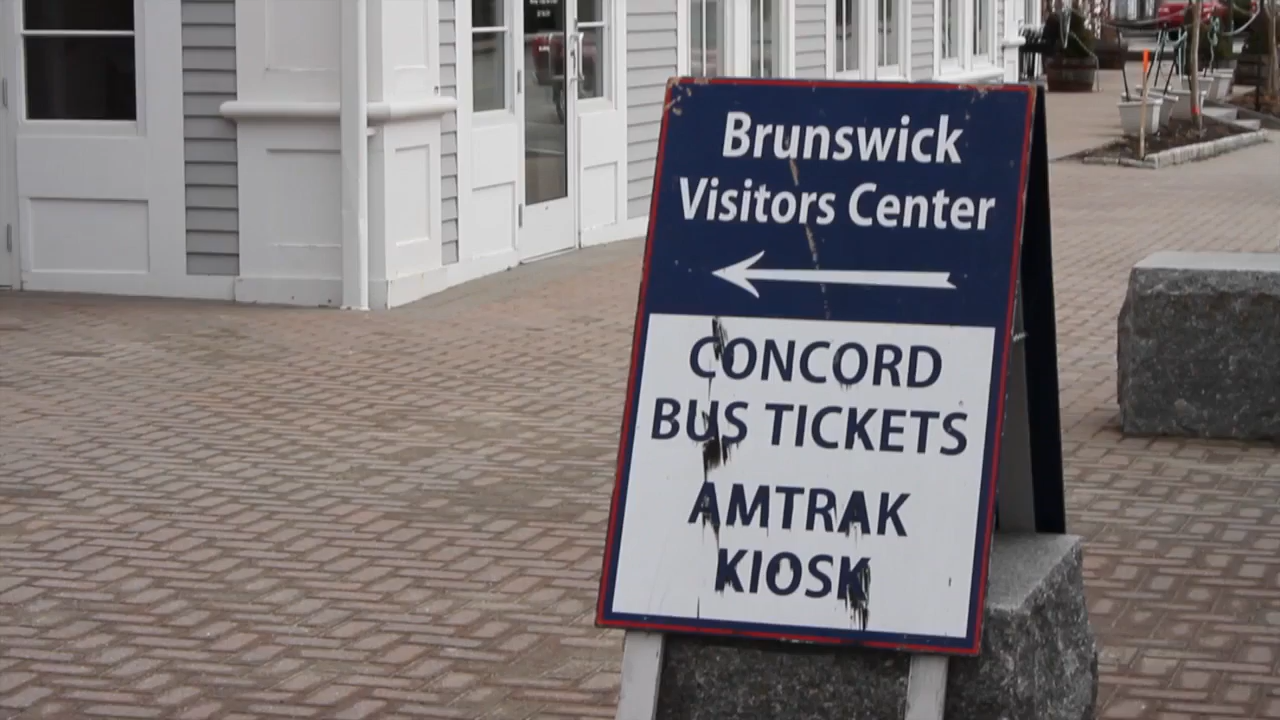 Brunswick
Visitors Center
CONCORD
BUS TICKETS
AMTRAK
KIOSK